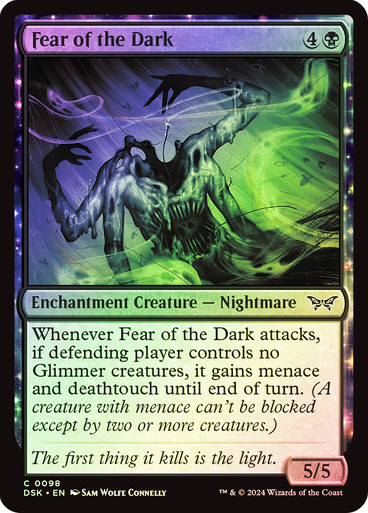 Fear of the Dark 4
Enchantment Creature — Nightmare
Whenever Fear of the Dark attacks,
if defending player controls no
Glimmer creatures, it gains menace
and deathtouch until end of turn. (A
creature with menace can't be blocked
except by two or more creatures.)
The first thing it kills is the light.
5/5
C 0098
DSK • EN Sam Wolfe Connelly
™ & © 2024 Wizards of the Coast